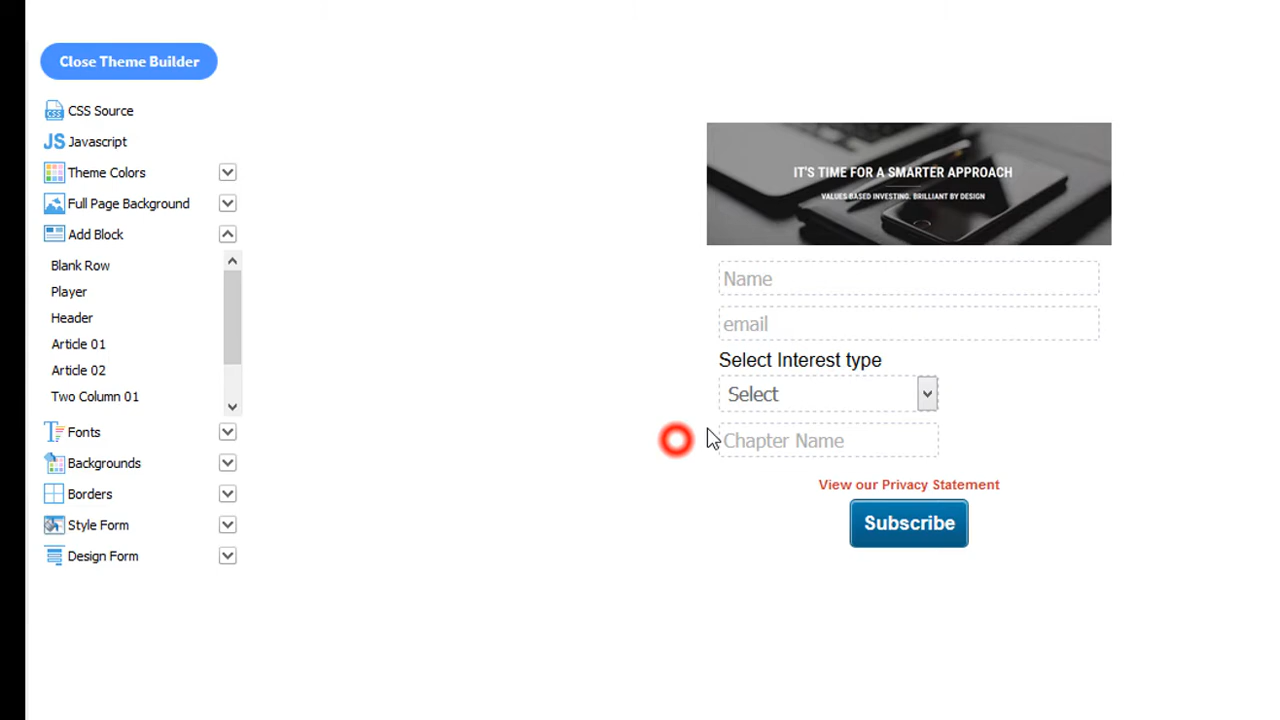 Close Theme Builder
CSS
CSS Source
JS Javascript
Theme Colors
Full Page Background
Add Block
Blank Row
Player
Header
Article 01
Article 02
Two Column 01
Fonts
Backgrounds
Borders
Style Form
Design Form
IT'S TIME FOR A SMARTER APPROACH
VALUES BASED INVESTING. BRILLIANT BY DESIGN
Name
email
Select Interest type
Select
Chapter Name
View our Privacy Statement
Subscribe